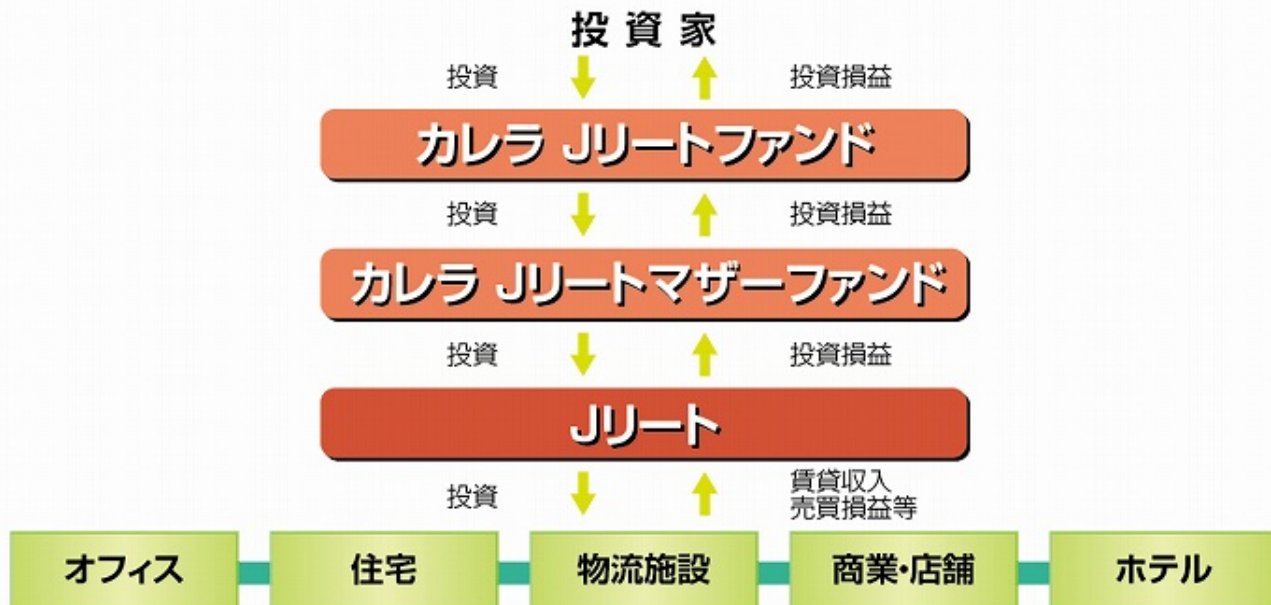 投資家
投資 投資損益
カレラ Jリートファンド
投資 投資損益
カレラ Jリートマザーファンド
投資 投資損益
Jリート
投資 賃貸収入
売買損益等
オフィス 住宅 物流施設 商業・店舗 ホテル